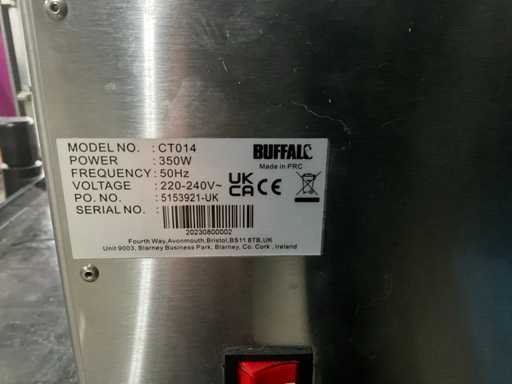 MODEL NO. : CT014
POWER : 350W
FREQUENCY : 50Hz
VOLTAGE : 220-240V~
PO. NO. : 5153921-UK
SERIAL NO. :
BUFFALO
Made in PRC
UK CA CE
20230800002
Fourth Way,Avonmouth,Bristol,BS11 8TB,UK
Unit 9003, Blarney Business Park, Blarney, Co. Cork , Ireland